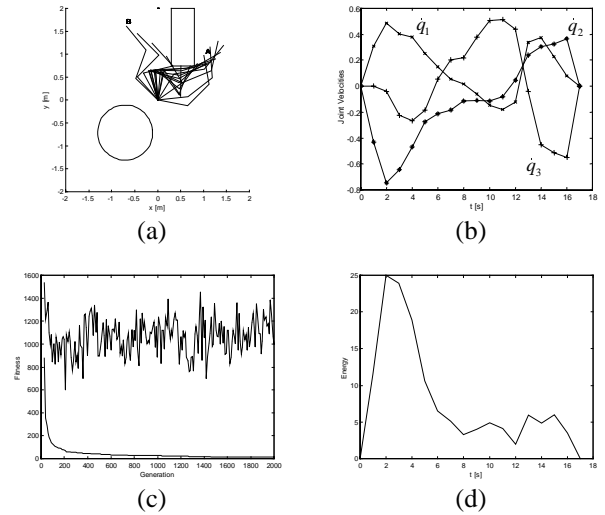 2
1.5
1
0.5
0
-0.5
-1
-1.5
-2
y [m]
B
A
-2 -1.5 -1 -0.5 0 0.5 1 1.5 2
x [m]
(a)
0.6
0.4
0.2
0
-0.2
-0.4
-0.6
-0.8
Joint Velocities
q̇1
q̇2
q̇3
0 2 4 6 8 10 12 14 16 18
t [s]
(b)
1600
1400
1200
1000
800
600
400
200
0
Fitness
0 200 400 600 800 1000 1200 1400 1600 1800 2000
Generation
(c)
25
20
15
10
5
0
Energy
0 2 4 6 8 10 12 14 16 18
t [s]
(d)